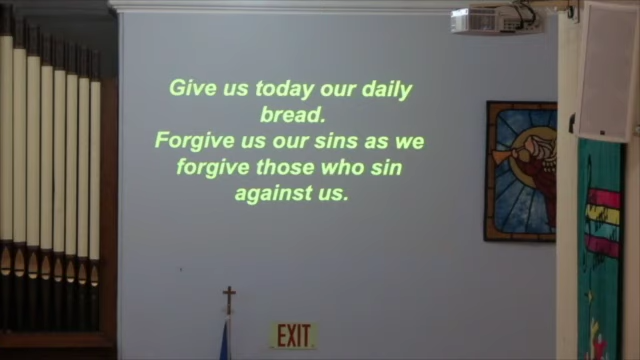 Give us today our daily
bread.
Forgive us our sins as we
forgive those who sin
against us.
EXIT